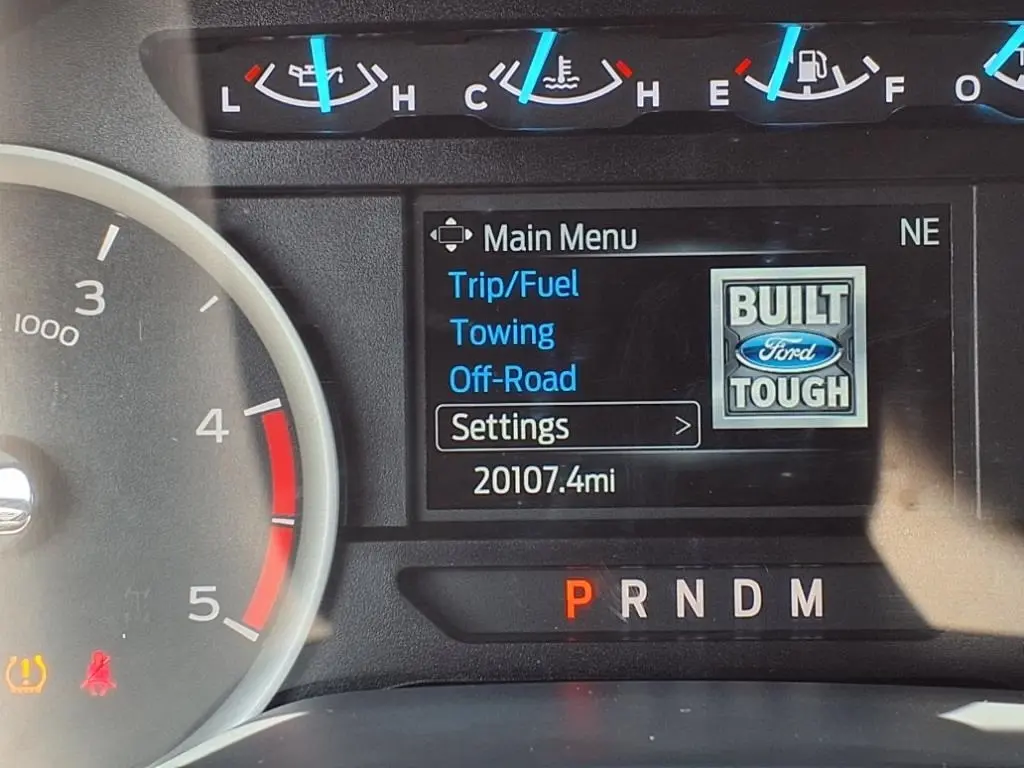 L H C H E F O
Main Menu NE
Trip/Fuel
Towing
Off-Road
Settings >
20107.4mi
BUILT
Ford
TOUGH
3
1000
4
5
P R N D M